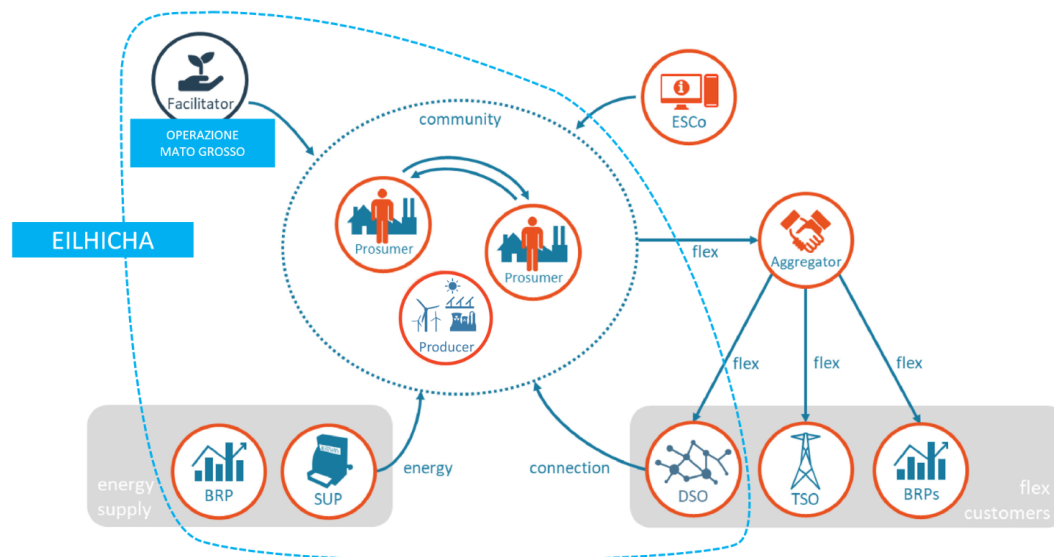 Facilitator
OPERAZIONE
MATO GROSSO
community
ESCo
EILHICHA
Prosumer
Prosumer
Producer
flex
Aggregator
flex
flex
flex
energy
supply
BRP
SUP
energy
connection
DSO
TSO
BRPs
flex
customers